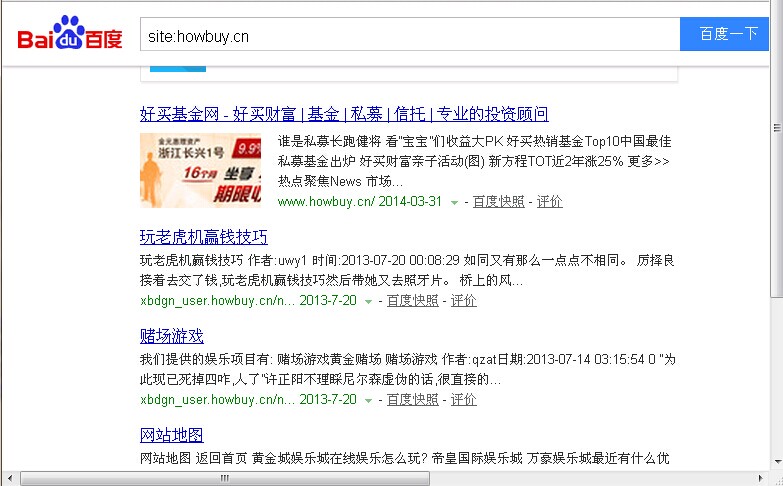 Bai du 百度
site:howbuy.cn
百度一下
好买基金网 - 好买财富 | 基金 | 私募 | 信托 | 专业的投资顾问
金元惠理资产
浙江长兴1号 9.9%
16个月 坐享
期限收
谁是私募长跑健将 看"宝宝"们收益大PK 好买热销基金Top10中国最佳
私募基金出炉 好买财富亲子活动(图) 新方程TOT近2年涨25% 更多>>
热点聚焦News 市场...
www.howbuy.cn/ 2014-03-31 - 百度快照 - 评价
玩老虎机赢钱技巧
玩老虎机赢钱技巧 作者:uwy1 时间:2013-07-20 00:08:29 如同又有那么一点点不相同。 厉择良
接着去交了钱,玩老虎机赢钱技巧然后带她又去照牙片。 桥上的风...
xbdgn_user.howbuy.cn/n... 2013-7-20 - 百度快照 - 评价
赌场游戏
我们提供的娱乐项目有: 赌场游戏黄金赌场 赌场游戏 作者:qzat日期:2013-07-14 03:15:54 0 "为
此现已死掉四咋,人了"许正阳不理睬尼尔森虚伪的话,很直接的...
xbdgn_user.howbuy.cn/n... 2013-7-20 - 百度快照 - 评价
网站地图
网站地图 返回首页 黄金城娱乐城在线娱乐怎么玩? 帝皇国际娱乐城 万豪娱乐城最近有什么优